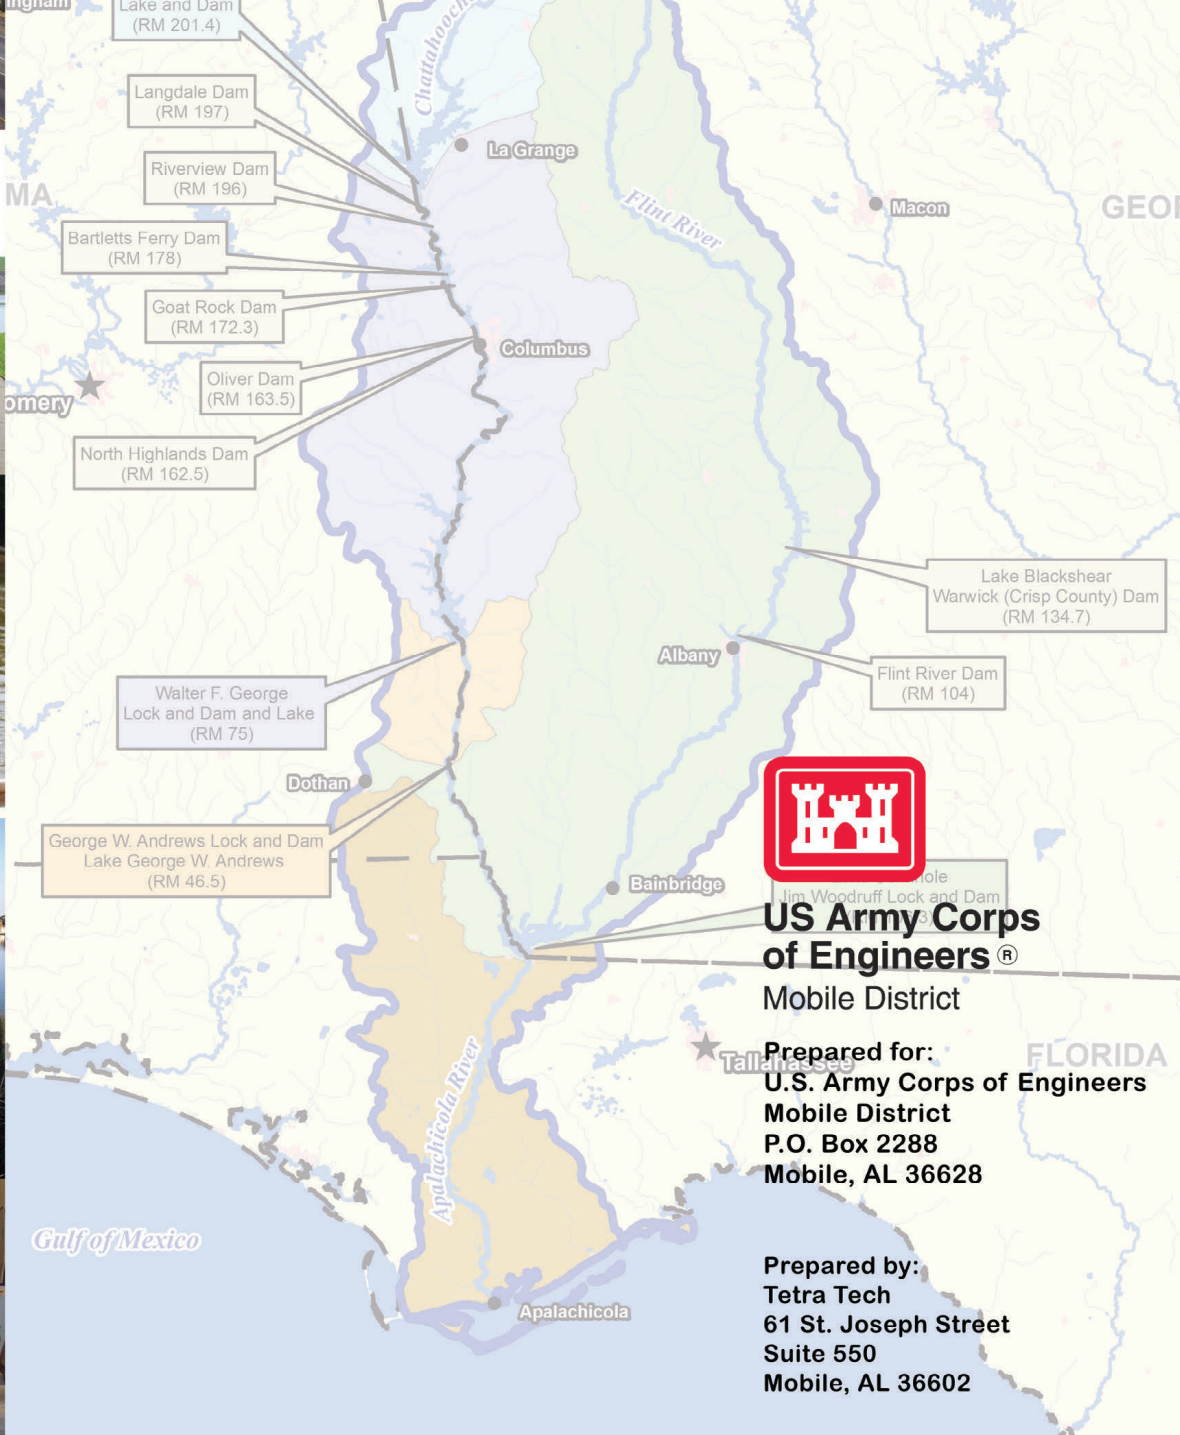 Lake and Dam
(RM 201.4)
Langdale Dam
(RM 197)
Riverview Dam
(RM 196)
MA
Bartletts Ferry Dam
(RM 178)
Goat Rock Dam
(RM 172.3)
Oliver Dam
(RM 163.5)
omery
North Highlands Dam
(RM 162.5)
La Grange
Flint River
Macon
GEO
Columbus
Lake Blackshear
Warwick (Crisp County) Dam
(RM 134.7)
Albany
Flint River Dam
(RM 104)
Walter F. George
Lock and Dam and Lake
(RM 75)
Dothan
George W. Andrews Lock and Dam
Lake George W. Andrews
(RM 46.5)
Bainbridge
Jim Woodruff Lock and Dam
US Army Corps
of Engineers ®
Mobile District
Tallahassee
FLORIDA
Prepared for:
U.S. Army Corps of Engineers
Mobile District
P.O. Box 2288
Mobile, AL 36628
Apalachicola River
Gulf of Mexico
Apalachicola
Prepared by:
Tetra Tech
61 St. Joseph Street
Suite 550
Mobile, AL 36602